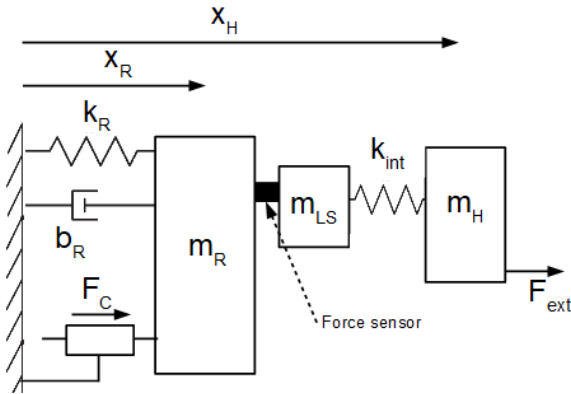 x_H
x_R
k_R
k_int
m_LS
m_H
b_R
m_R
F_C
F_ext
Force sensor